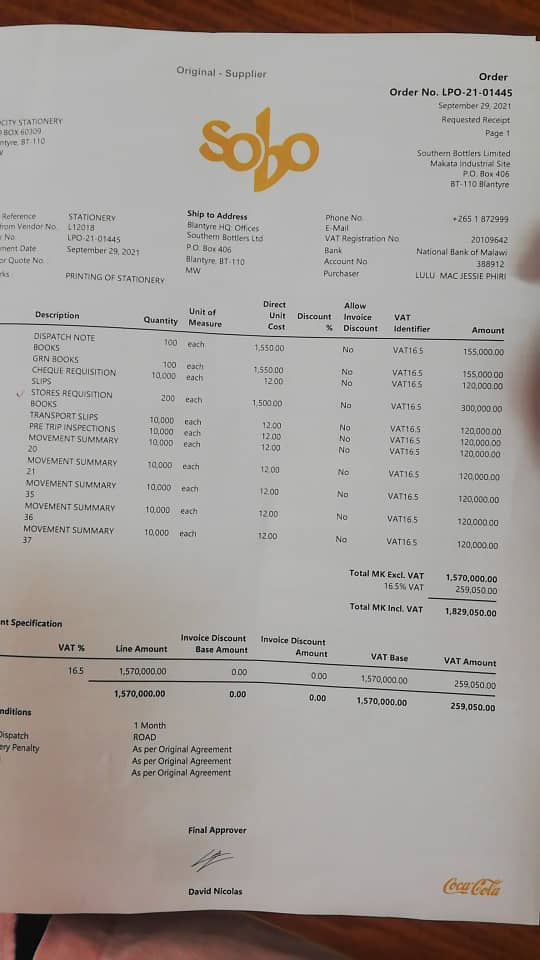 Original - Supplier
Order
Order No. LPO-21-01445
September 29, 2021
Requested Receipt
Page 1
CITY STATIONERY
BOX 60309
ntyre, BT-110
sobo
Southern Bottlers Limited
Makata Industrial Site
P.O. Box 406
BT-110 Blantyre
Reference STATIONERY
from Vendor No. L12018
No. LPO-21-01445
ment Date September 29, 2021
or Quote No. :
rks PRINTING OF STATIONERY
Ship to Address
Blantyre HQ: Offices
Southern Bottlers Ltd
P.O. Box 406
Blantyre, BT-110
MW
Phone No. +265 1 872999
E-Mail
VAT Registration No. 20109642
Bank National Bank of Malawi
Account No. 388912
Purchaser LULU MAC JESSIE PHIRI
Description Quantity Unit of Measure Direct Unit Cost Discount % Allow Invoice Discount VAT Identifier Amount
DISPATCH NOTE BOOKS 100 each 1,550.00 No VAT16.5 155,000.00
GRN BOOKS 100 each 1,550.00 No VAT16.5 155,000.00
CHEQUE REQUISITION SLIPS 10,000 each 12.00 No VAT16.5 120,000.00
STORES REQUISITION BOOKS 200 each 1,500.00 No VAT16.5 300,000.00
TRANSPORT SLIPS 10,000 each 12.00 No VAT16.5 120,000.00
PRE TRIP INSPECTIONS 10,000 each 12.00 No VAT16.5 120,000.00
MOVEMENT SUMMARY 20 10,000 each 12.00 No VAT16.5 120,000.00
MOVEMENT SUMMARY 21 10,000 each 12.00 No VAT16.5 120,000.00
MOVEMENT SUMMARY 35 10,000 each 12.00 No VAT16.5 120,000.00
MOVEMENT SUMMARY 36 10,000 each 12.00 No VAT16.5 120,000.00
MOVEMENT SUMMARY 37 10,000 each 12.00 No VAT16.5 120,000.00
Total MK Excl. VAT 1,570,000.00
16.5% VAT 259,050.00
Total MK Incl. VAT 1,829,050.00
nt Specification
VAT % Line Amount Invoice Discount Base Amount Invoice Discount Amount VAT Base VAT Amount
16.5 1,570,000.00 0.00 0.00 1,570,000.00 259,050.00
1,570,000.00 0.00 0.00 1,570,000.00 259,050.00
nditions
1 Month
Dispatch ROAD
ery Penalty As per Original Agreement
As per Original Agreement
As per Original Agreement
Final Approver
David Nicolas
Coca-Cola